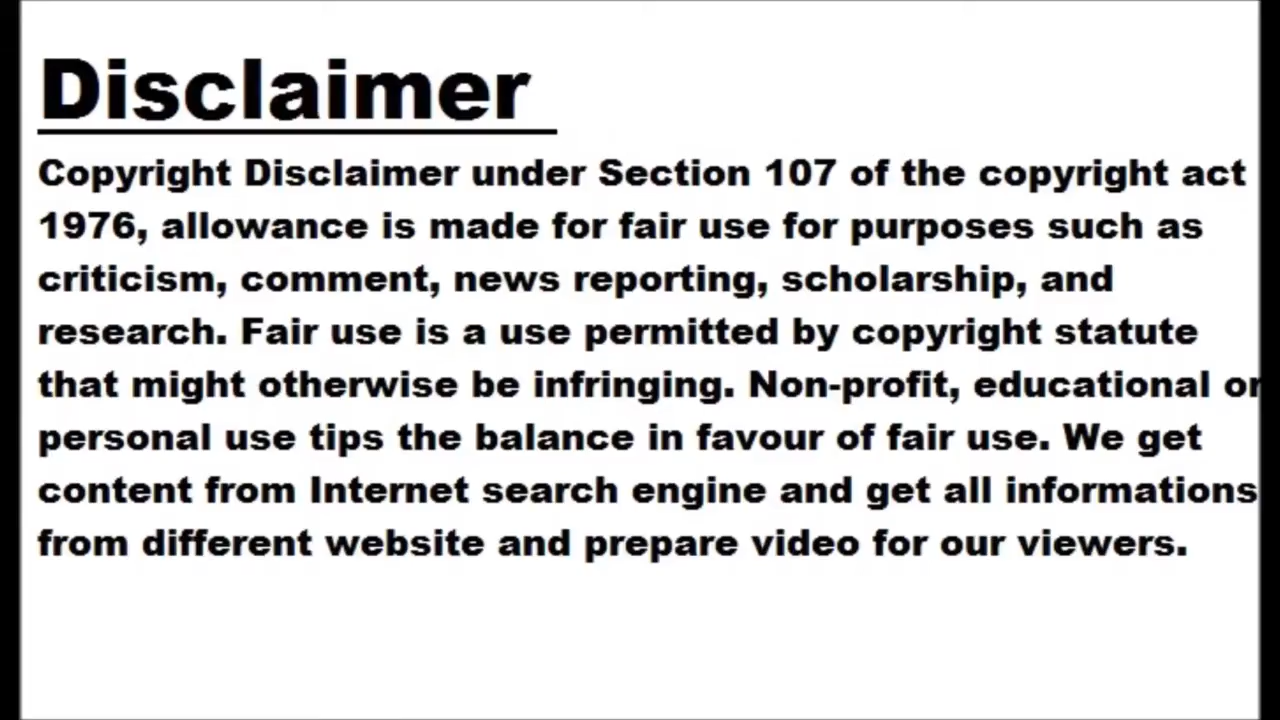 Disclaimer
Copyright Disclaimer under Section 107 of the copyright act
1976, allowance is made for fair use for purposes such as
criticism, comment, news reporting, scholarship, and
research. Fair use is a use permitted by copyright statute
that might otherwise be infringing. Non-profit, educational or
personal use tips the balance in favour of fair use. We get
content from Internet search engine and get all informations
from different website and prepare video for our viewers.